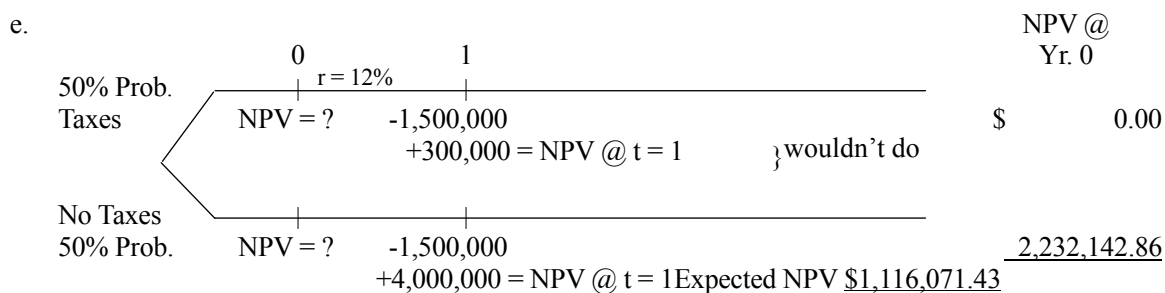 e. NPV @
0 1 Yr. 0
50% Prob. r = 12%
Taxes NPV = ? -1,500,000 $ 0.00
+300,000 = NPV @ t = 1 }wouldn’t do
No Taxes
50% Prob. NPV = ? -1,500,000 2,232,142.86
+4,000,000 = NPV @ t = 1Expected NPV $1,116,071.43